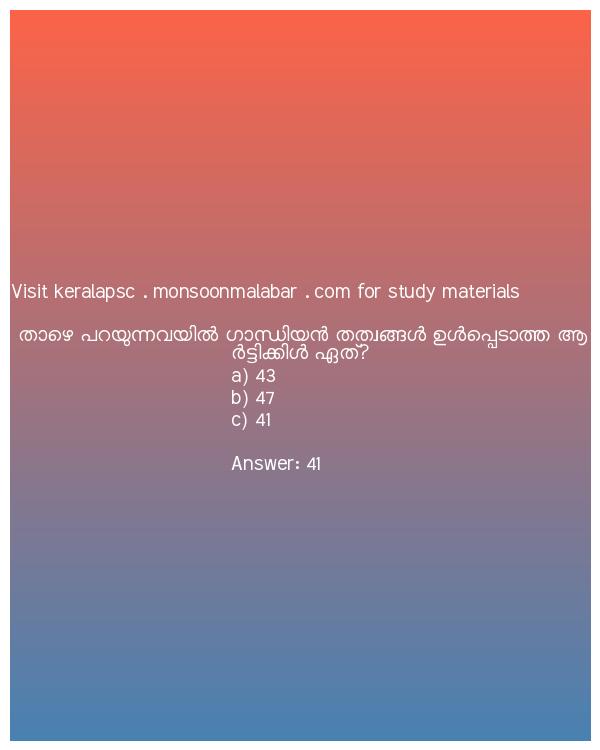 Visit keralapsc . monsoonmalabar . com for study materials
താഴെ പറയുന്നവയിൽ ഗാന്ധിയൻ തത്വങ്ങൾ ഉൾപ്പെടാത്ത ആ
ർട്ടിക്കിൾ ഏത്?
a) 43
b) 47
c) 41
Answer: 41